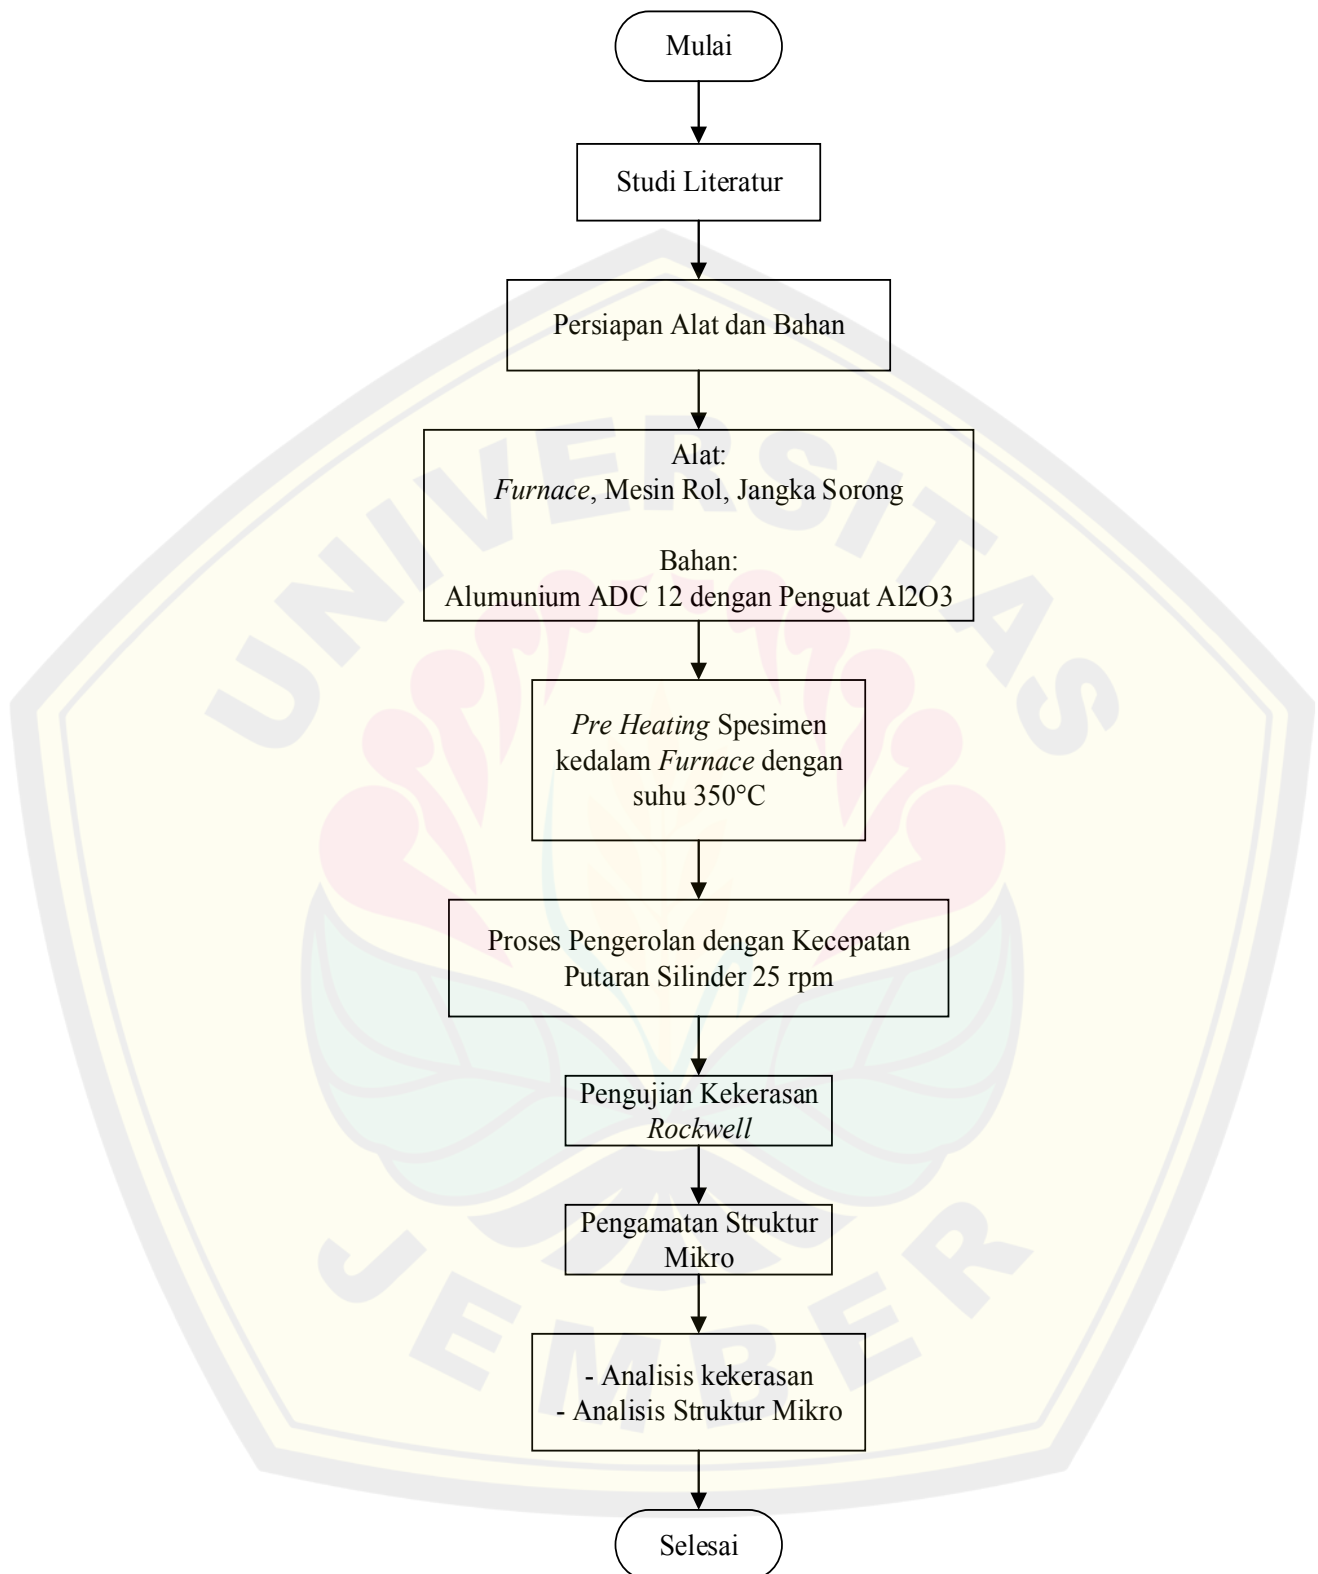 Mulai
Studi Literatur
Persiapan Alat dan Bahan
Alat:
Furnace, Mesin Rol, Jangka Sorong
Bahan:
Alumunium ADC 12 dengan Penguat Al2O3
Pre Heating Spesimen
kedalam Furnace dengan
suhu 350°C
Proses Pengerolan dengan Kecepatan
Putaran Silinder 25 rpm
Pengujian Kekerasan
Rockwell
Pengamatan Struktur
Mikro
- Analisis kekerasan
- Analisis Struktur Mikro
Selesai
UNIVERSITAS
JEMBER